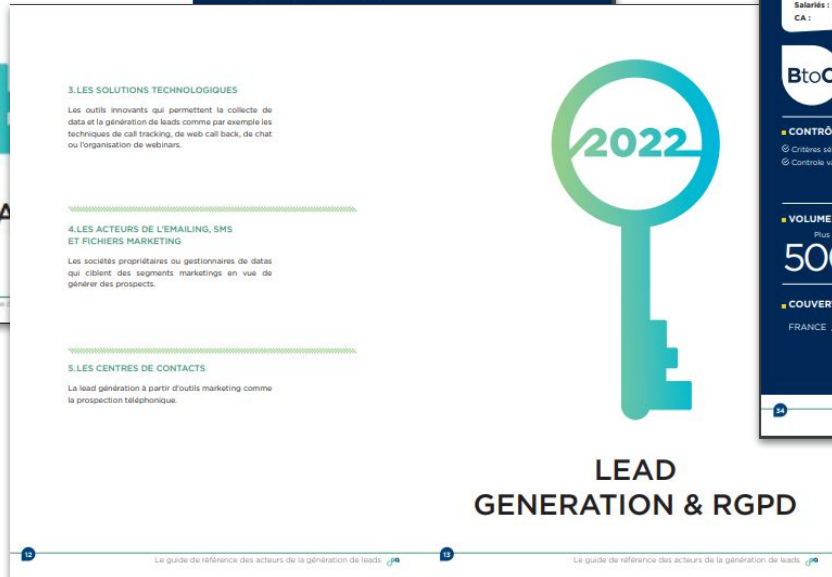 3.LES SOLUTIONS TECHNOLOGIQUES
Les outils innovants qui permettent la collecte de
data et la génération de leads comme par exemple les
techniques de call tracking, de web call back, de chat
ou l'organisation de webinars.
4.LES ACTEURS DE L'EMAILING, SMS
ET FICHIERS MARKETING
Les sociétés propriétaires ou gestionnaires de datas
qui ciblent des segments marketings en vue de
générer des prospects.
5.LES CENTRES DE CONTACTS
La lead génération à partir d'outils marketing comme
la prospection téléphonique.
12
Le guide de référence des acteurs de la génération de leads
2022
LEAD
GENERATION & RGPD
13
Le guide de référence des acteurs de la génération de leads
Salariés :
CA :
BtoC
CONTRÔ
Critères sé
Controle va
VOLUME
Plus
500
COUVER
FRANCE
34